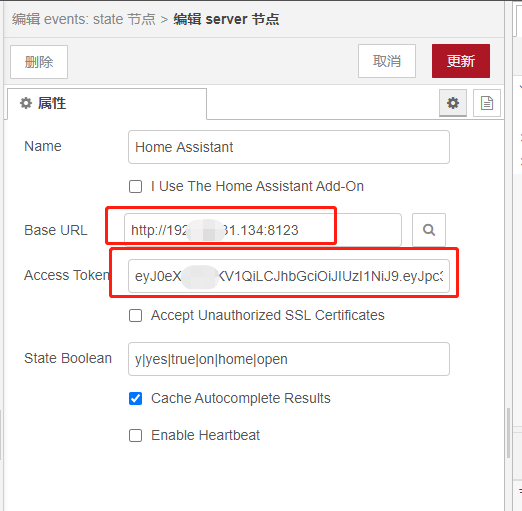 编辑 events: state 节点 > 编辑 server 节点
删除 取消 更新
属性
Name Home Assistant
I Use The Home Assistant Add-On
Base URL http://192 31.134:8123
Access Token eyJ0eX KV1QiLCJhbGciOiJIUzI1NiJ9.eyJpc3
Accept Unauthorized SSL Certificates
State Boolean y|yes|true|on|home|open
Cache Autocomplete Results
Enable Heartbeat